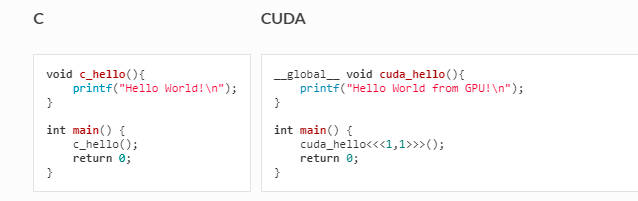 C
void c_hello(){
    printf("Hello World!\n");
}

int main() {
    c_hello();
    return 0;
}
CUDA
__global__ void cuda_hello(){
    printf("Hello World from GPU!\n");
}

int main() {
    cuda_hello<<<1,1>>>();
    return 0;
}